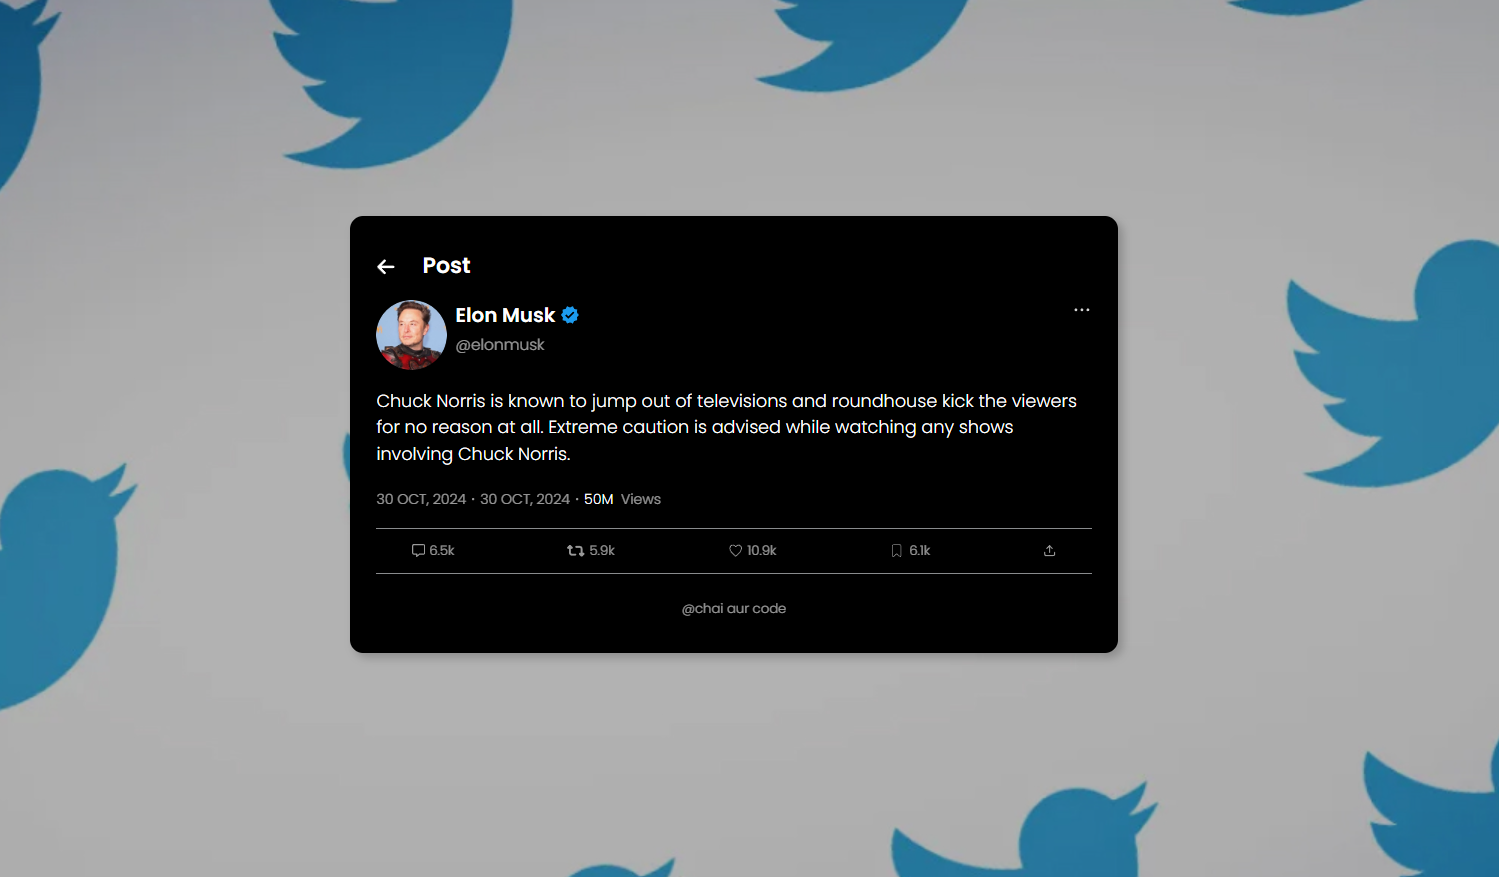 Post
Elon Musk
@elonmusk
Chuck Norris is known to jump out of televisions and roundhouse kick the viewers
for no reason at all. Extreme caution is advised while watching any shows
involving Chuck Norris.
30 OCT, 2024 · 30 OCT, 2024 · 50M Views
6.5k 5.9k 10.9k 6.1k
@chai aur code